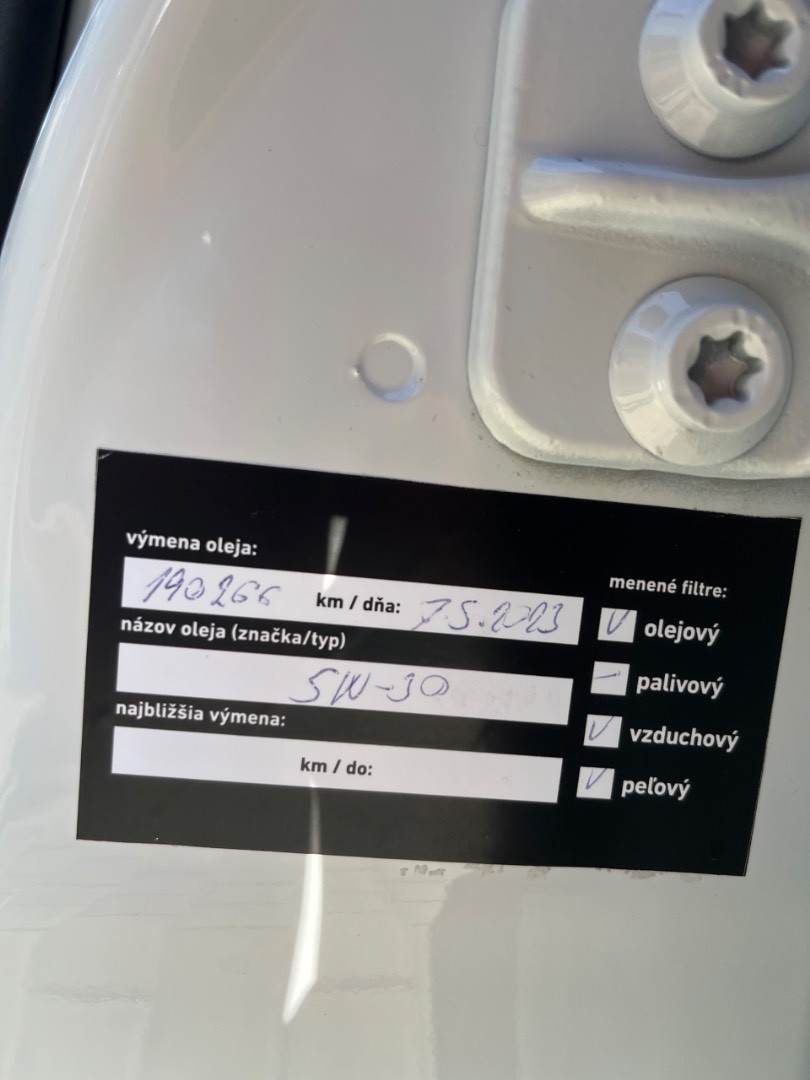 výmena oleja:
190266 km / dňa: 7.5.2023
názov oleja (značka/typ)
5W-30
najbližšia výmena:
km / do:
menené filtre:
olejový
palivový
vzduchový
peľový